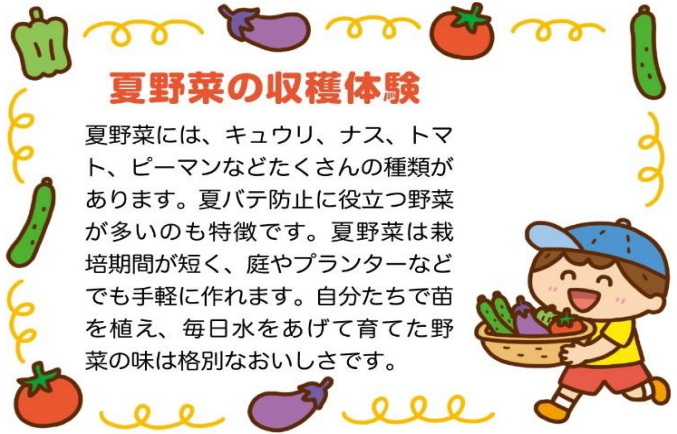 夏野菜の収穫体験
夏野菜には、キュウリ、ナス、トマ
ト、ピーマンなどたくさんの種類が
あります。夏バテ防止に役立つ野菜
が多いのも特徴です。夏野菜は栽
培期間が短く、庭やプランターなど
でも手軽に作れます。自分たちで苗
を植え、毎日水をあげて育てた野
菜の味は格別なおいしさです。